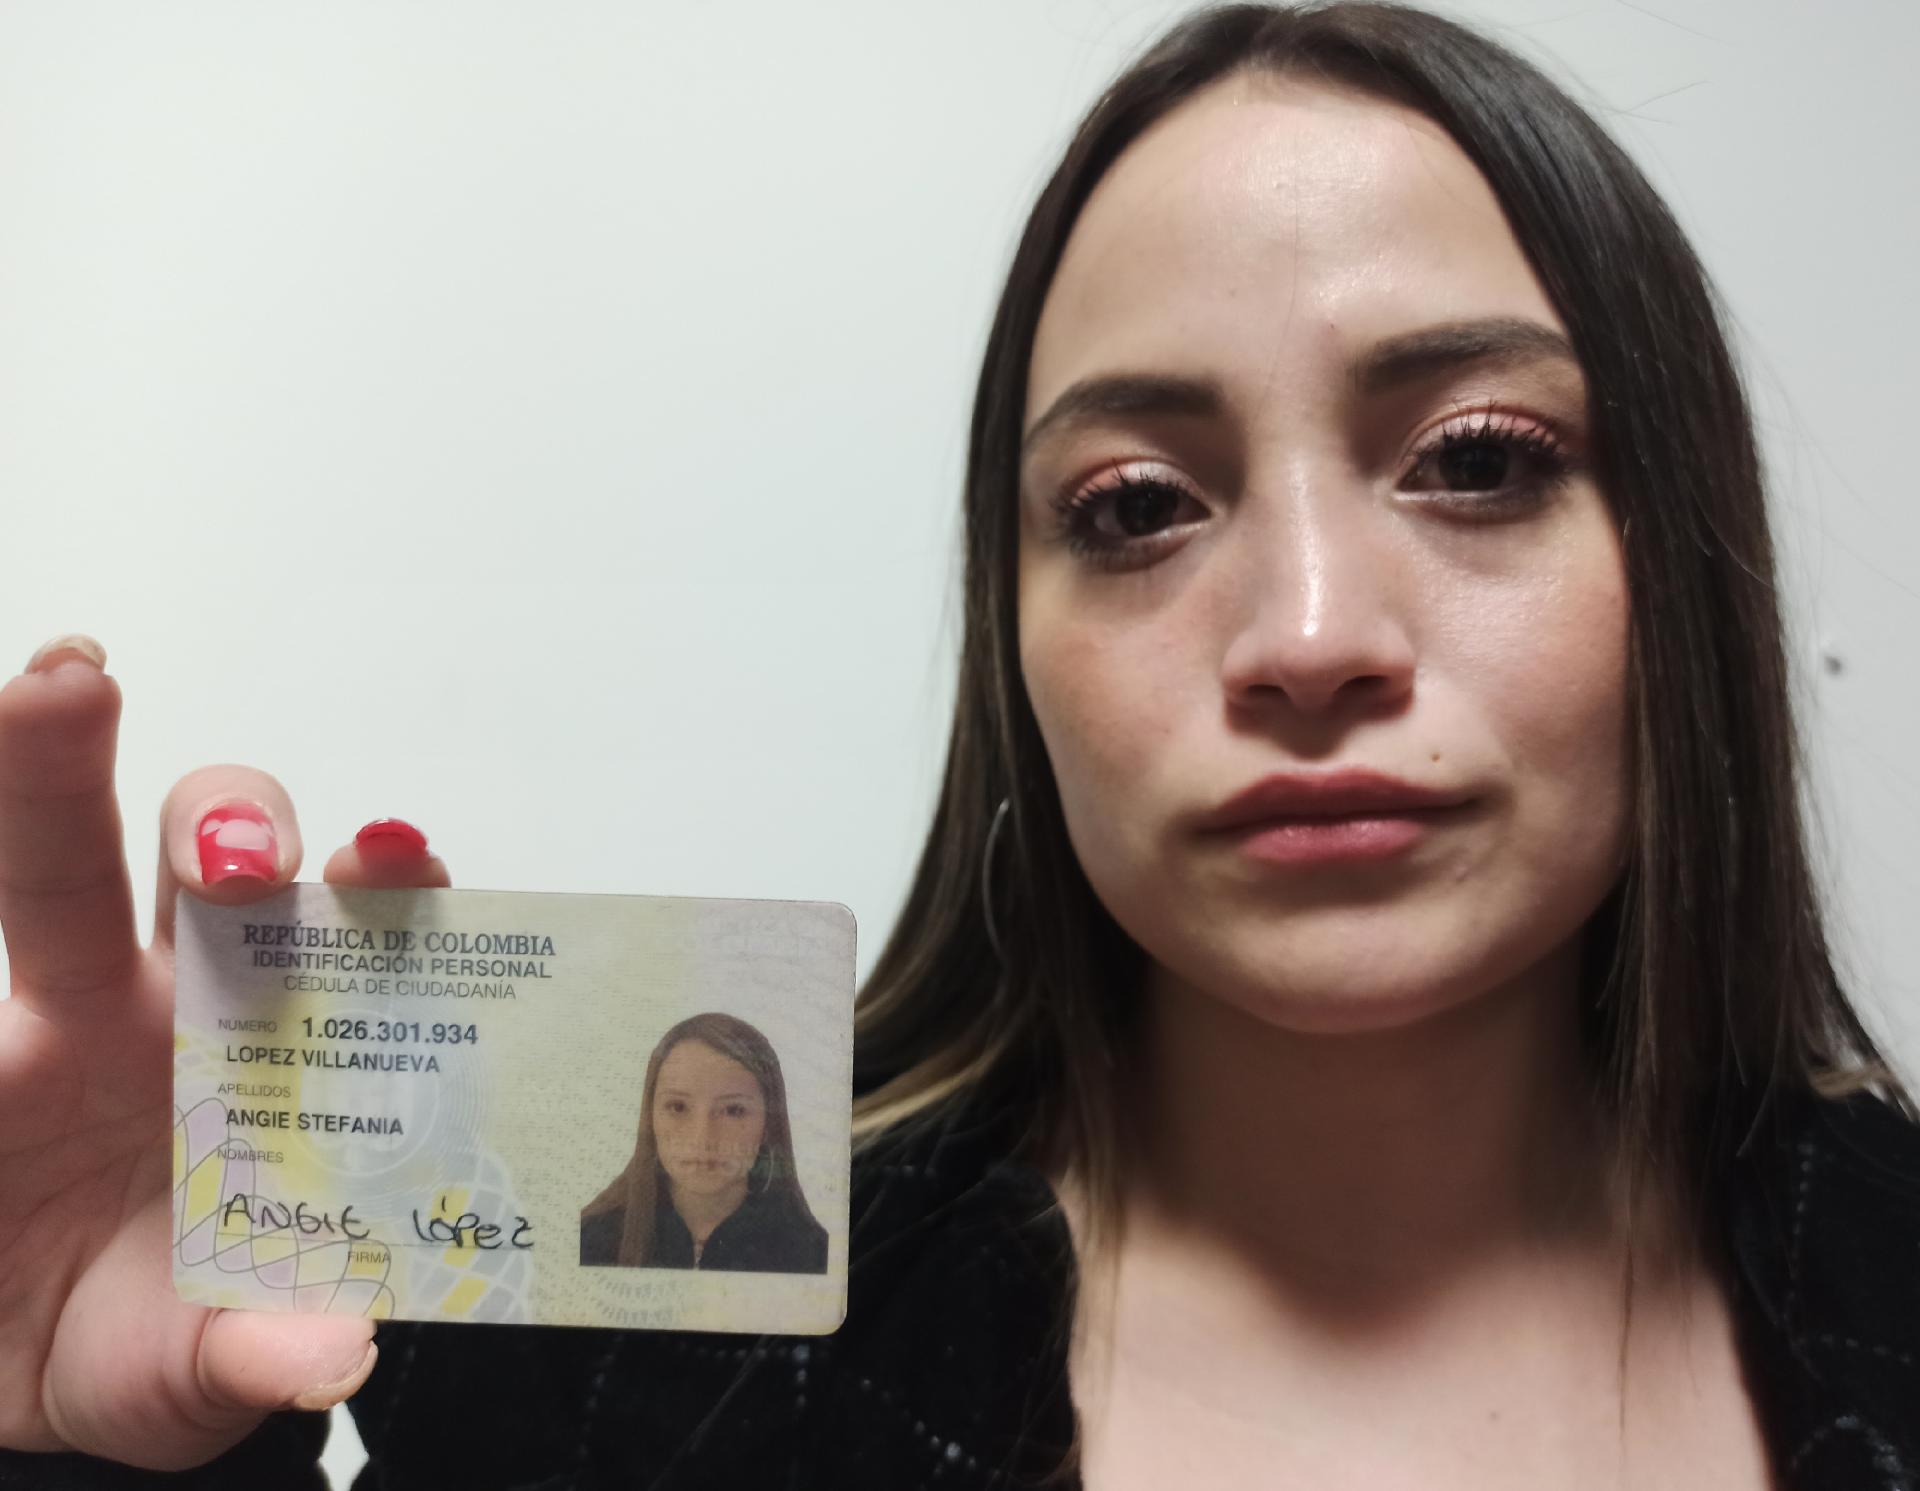 REPÚBLICA DE COLOMBIA
IDENTIFICACIÓN PERSONAL
CÉDULA DE CIUDADANÍA
NUMERO 1.026.301.934
LOPEZ VILLANUEVA
APELLIDOS
ANGIE STEFANIA
NOMBRES
ANGIE LÓPEZ
FIRMA